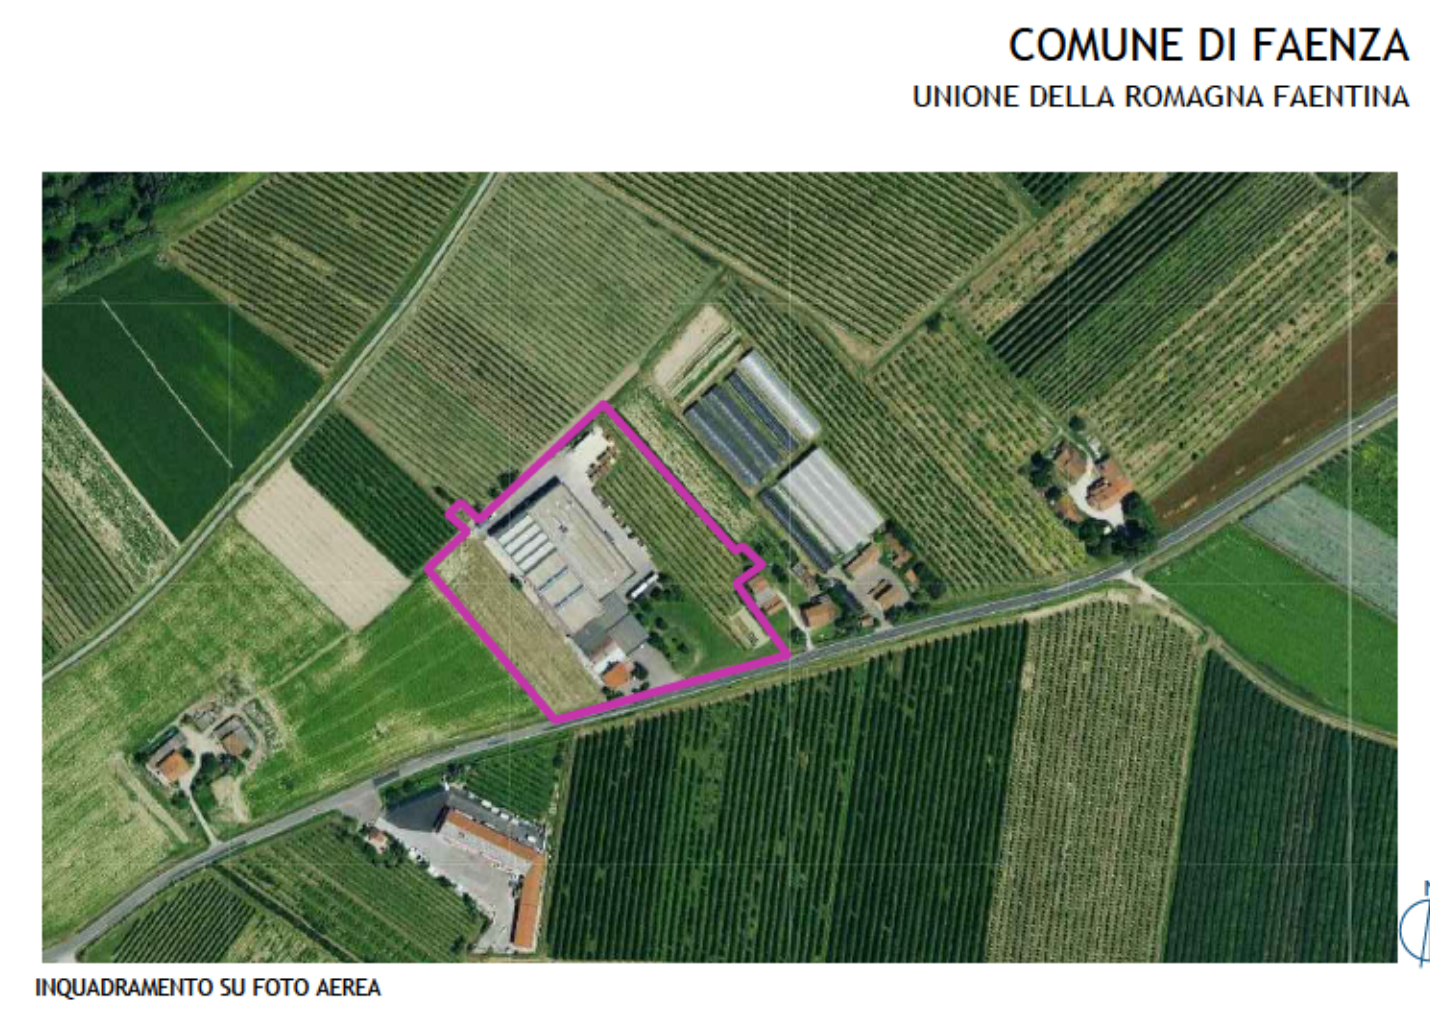 COMUNE DI FAENZA
UNIONE DELLA ROMAGNA FAENTINA
INQUADRAMENTO SU FOTO AEREA